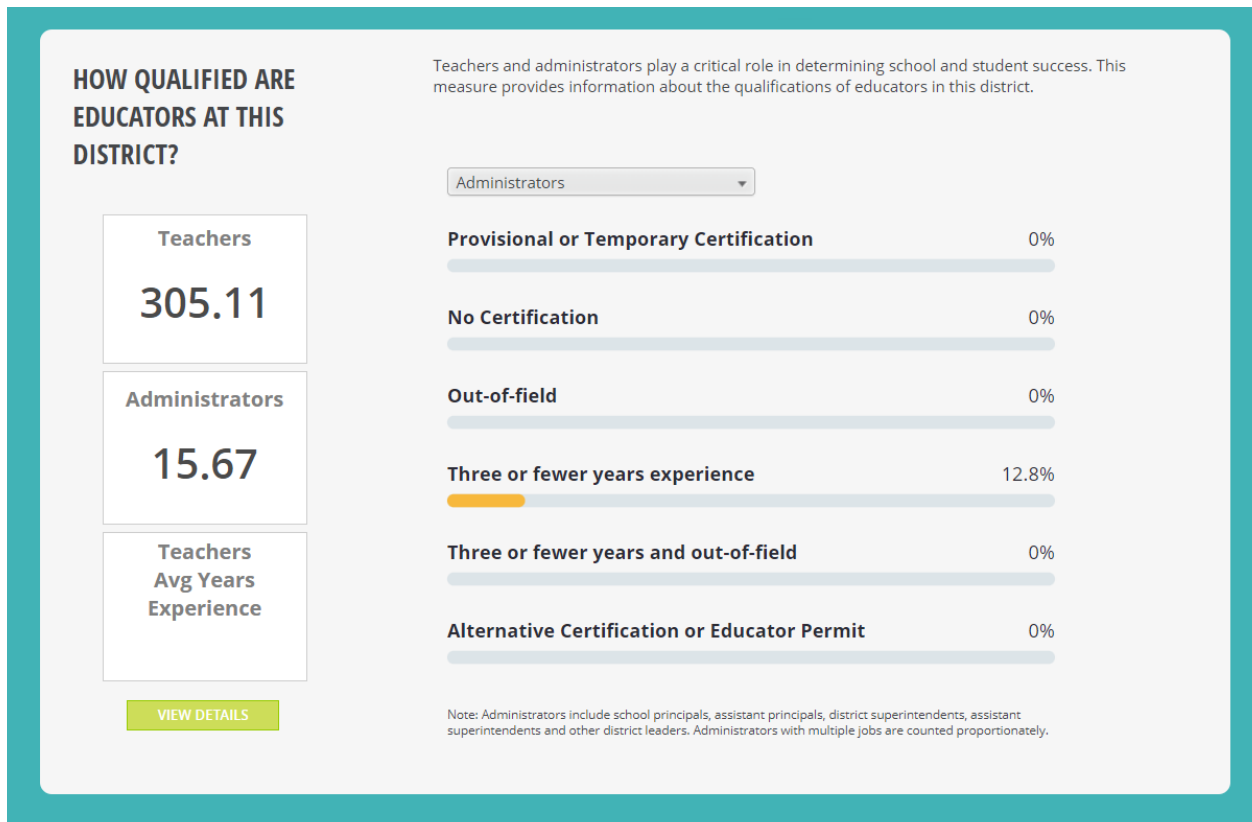 HOW QUALIFIED ARE
EDUCATORS AT THIS
DISTRICT?
Teachers and administrators play a critical role in determining school and student success. This
measure provides information about the qualifications of educators in this district.
Teachers
305.11
Administrators
15.67
Teachers
Avg Years
Experience
VIEW DETAILS
Administrators
Provisional or Temporary Certification 0%
No Certification 0%
Out-of-field 0%
Three or fewer years experience 12.8%
Three or fewer years and out-of-field 0%
Alternative Certification or Educator Permit 0%
Note: Administrators include school principals, assistant principals, district superintendents, assistant
superintendents and other district leaders. Administrators with multiple jobs are counted proportionately.